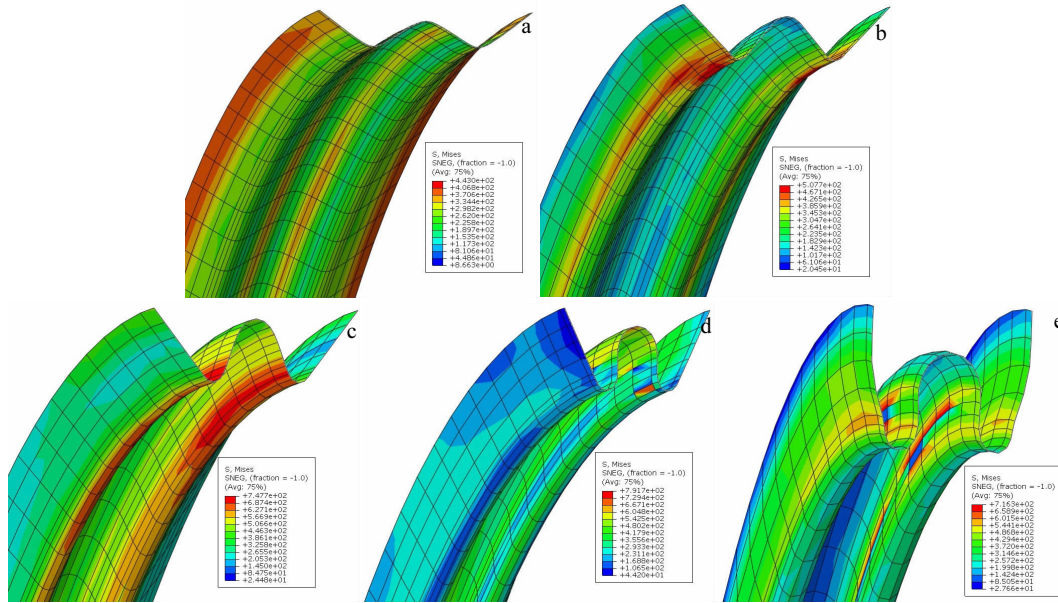 a
S, Mises
SNEG, (fraction = -1.0)
(Avg: 75%)
+4.430e+02
+4.068e+02
+3.706e+02
+3.344e+02
+2.982e+02
+2.620e+02
+2.258e+02
+1.897e+02
+1.535e+02
+1.173e+02
+8.106e+01
+4.486e+01
+8.663e+00
b
S, Mises
SNEG, (fraction = -1.0)
(Avg: 75%)
+5.077e+02
+4.671e+02
+4.265e+02
+3.859e+02
+3.453e+02
+3.047e+02
+2.641e+02
+2.235e+02
+1.829e+02
+1.423e+02
+1.017e+02
+6.106e+01
+2.045e+01
c
S, Mises
SNEG, (fraction = -1.0)
(Avg: 75%)
+7.477e+02
+6.874e+02
+6.271e+02
+5.669e+02
+5.066e+02
+4.463e+02
+3.861e+02
+3.258e+02
+2.655e+02
+2.053e+02
+1.450e+02
+8.475e+01
+2.448e+01
d
S, Mises
SNEG, (fraction = -1.0)
(Avg: 75%)
+7.917e+02
+7.294e+02
+6.671e+02
+6.048e+02
+5.425e+02
+4.802e+02
+4.179e+02
+3.556e+02
+2.933e+02
+2.311e+02
+1.688e+02
+1.065e+02
+4.420e+01
e
S, Mises
SNEG, (fraction = -1.0)
(Avg: 75%)
+7.163e+02
+6.589e+02
+6.015e+02
+5.441e+02
+4.868e+02
+4.294e+02
+3.720e+02
+3.146e+02
+2.572e+02
+1.998e+02
+1.424e+02
+8.505e+01
+2.766e+01